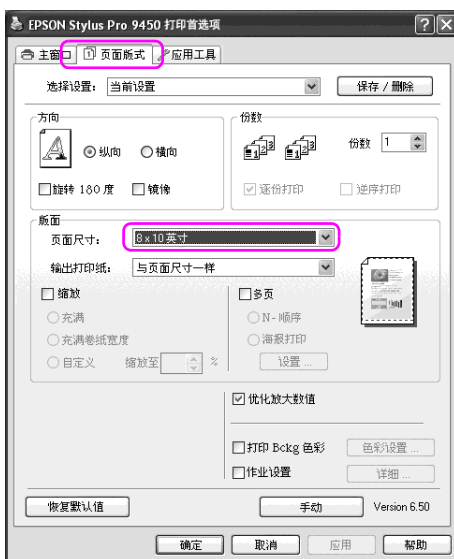 EPSON Stylus Pro 9450 打印首选项
主窗口 页面版式 应用工具
选择设置: 当前设置 保存 / 删除
方向 份数
纵向 横向 份数 1
旋转 180 度 镜像 逐份打印 逆序打印
版面
页面尺寸: 8x10英寸
输出打印纸: 与页面尺寸一样
缩放 多页
充满 N-顺序
充满卷纸宽度 海报打印
自定义 缩放至 % 设置 ...
优化放大数值
打印 Bckg 色彩 色彩设置 ...
作业设置 详细 ...
恢复默认值 手动 Version 6.50
确定 取消 应用 帮助